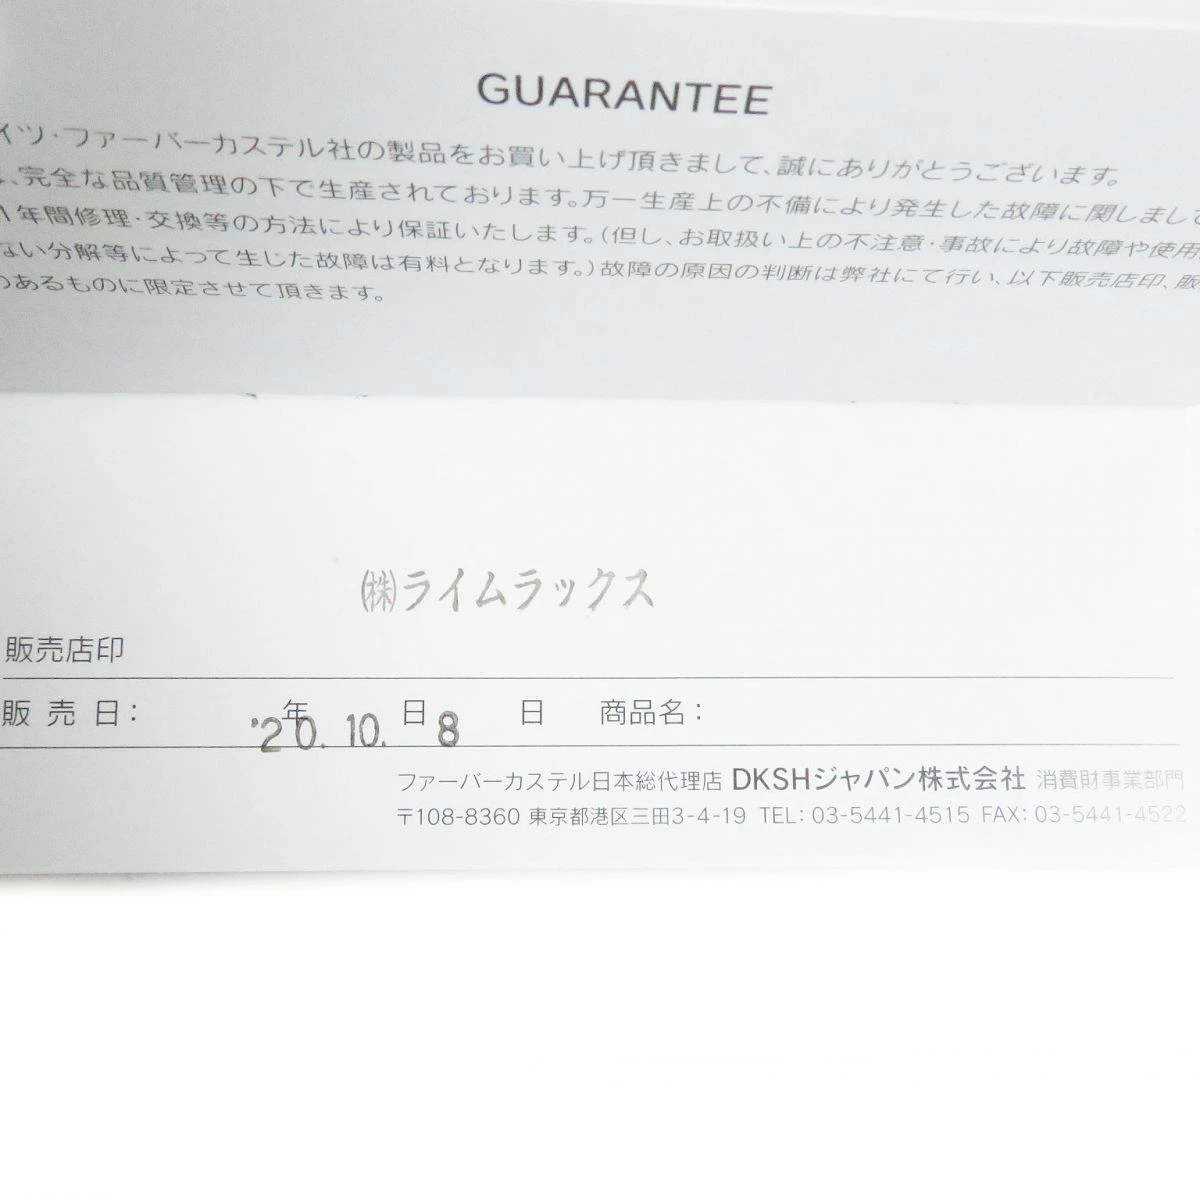 GUARANTEE
イツ・ファーバーカステル社の製品をお買い上げ頂きまして、誠にありがとうございます。
、完全な品質管理の下で生産されております。万一生産上の不備により発生した故障に関しまして
1年間修理・交換等の方法により保証いたします。(但し、お取扱い上の不注意・事故により故障や使用
ない分解等によって生じた故障は有料となります。)故障の原因の判断は弊社にて行い、以下販売店印、販
のあるものに限定させて頂きます。
㈱ライムラックス
販売店印
販売日： 年 日 日 商品名：
'20.10.8
ファーバーカステル日本総代理店 DKSHジャパン株式会社 消費財事業部門
〒108-8360 東京都港区三田3-4-19 TEL: 03-5441-4515 FAX: 03-5441-4522